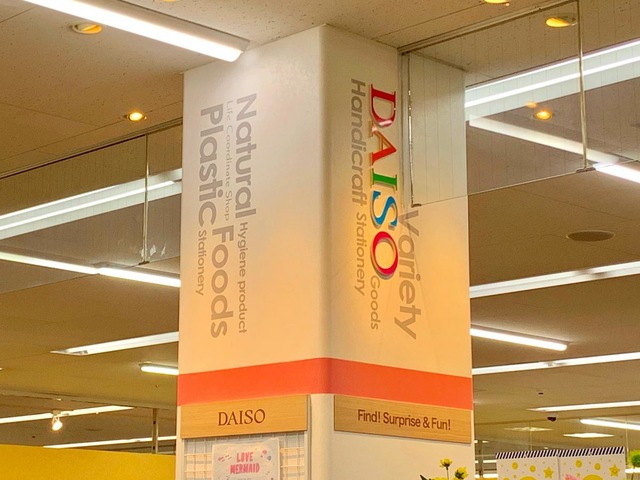 Natural
Hygiene product
Life Coordinate Shop
Plastic Foods
Stationery
Variety
DAISO
Goods
Handicraft
Stationery
DAISO
Find! Surprise & Fun!
LOVE
MERMAID